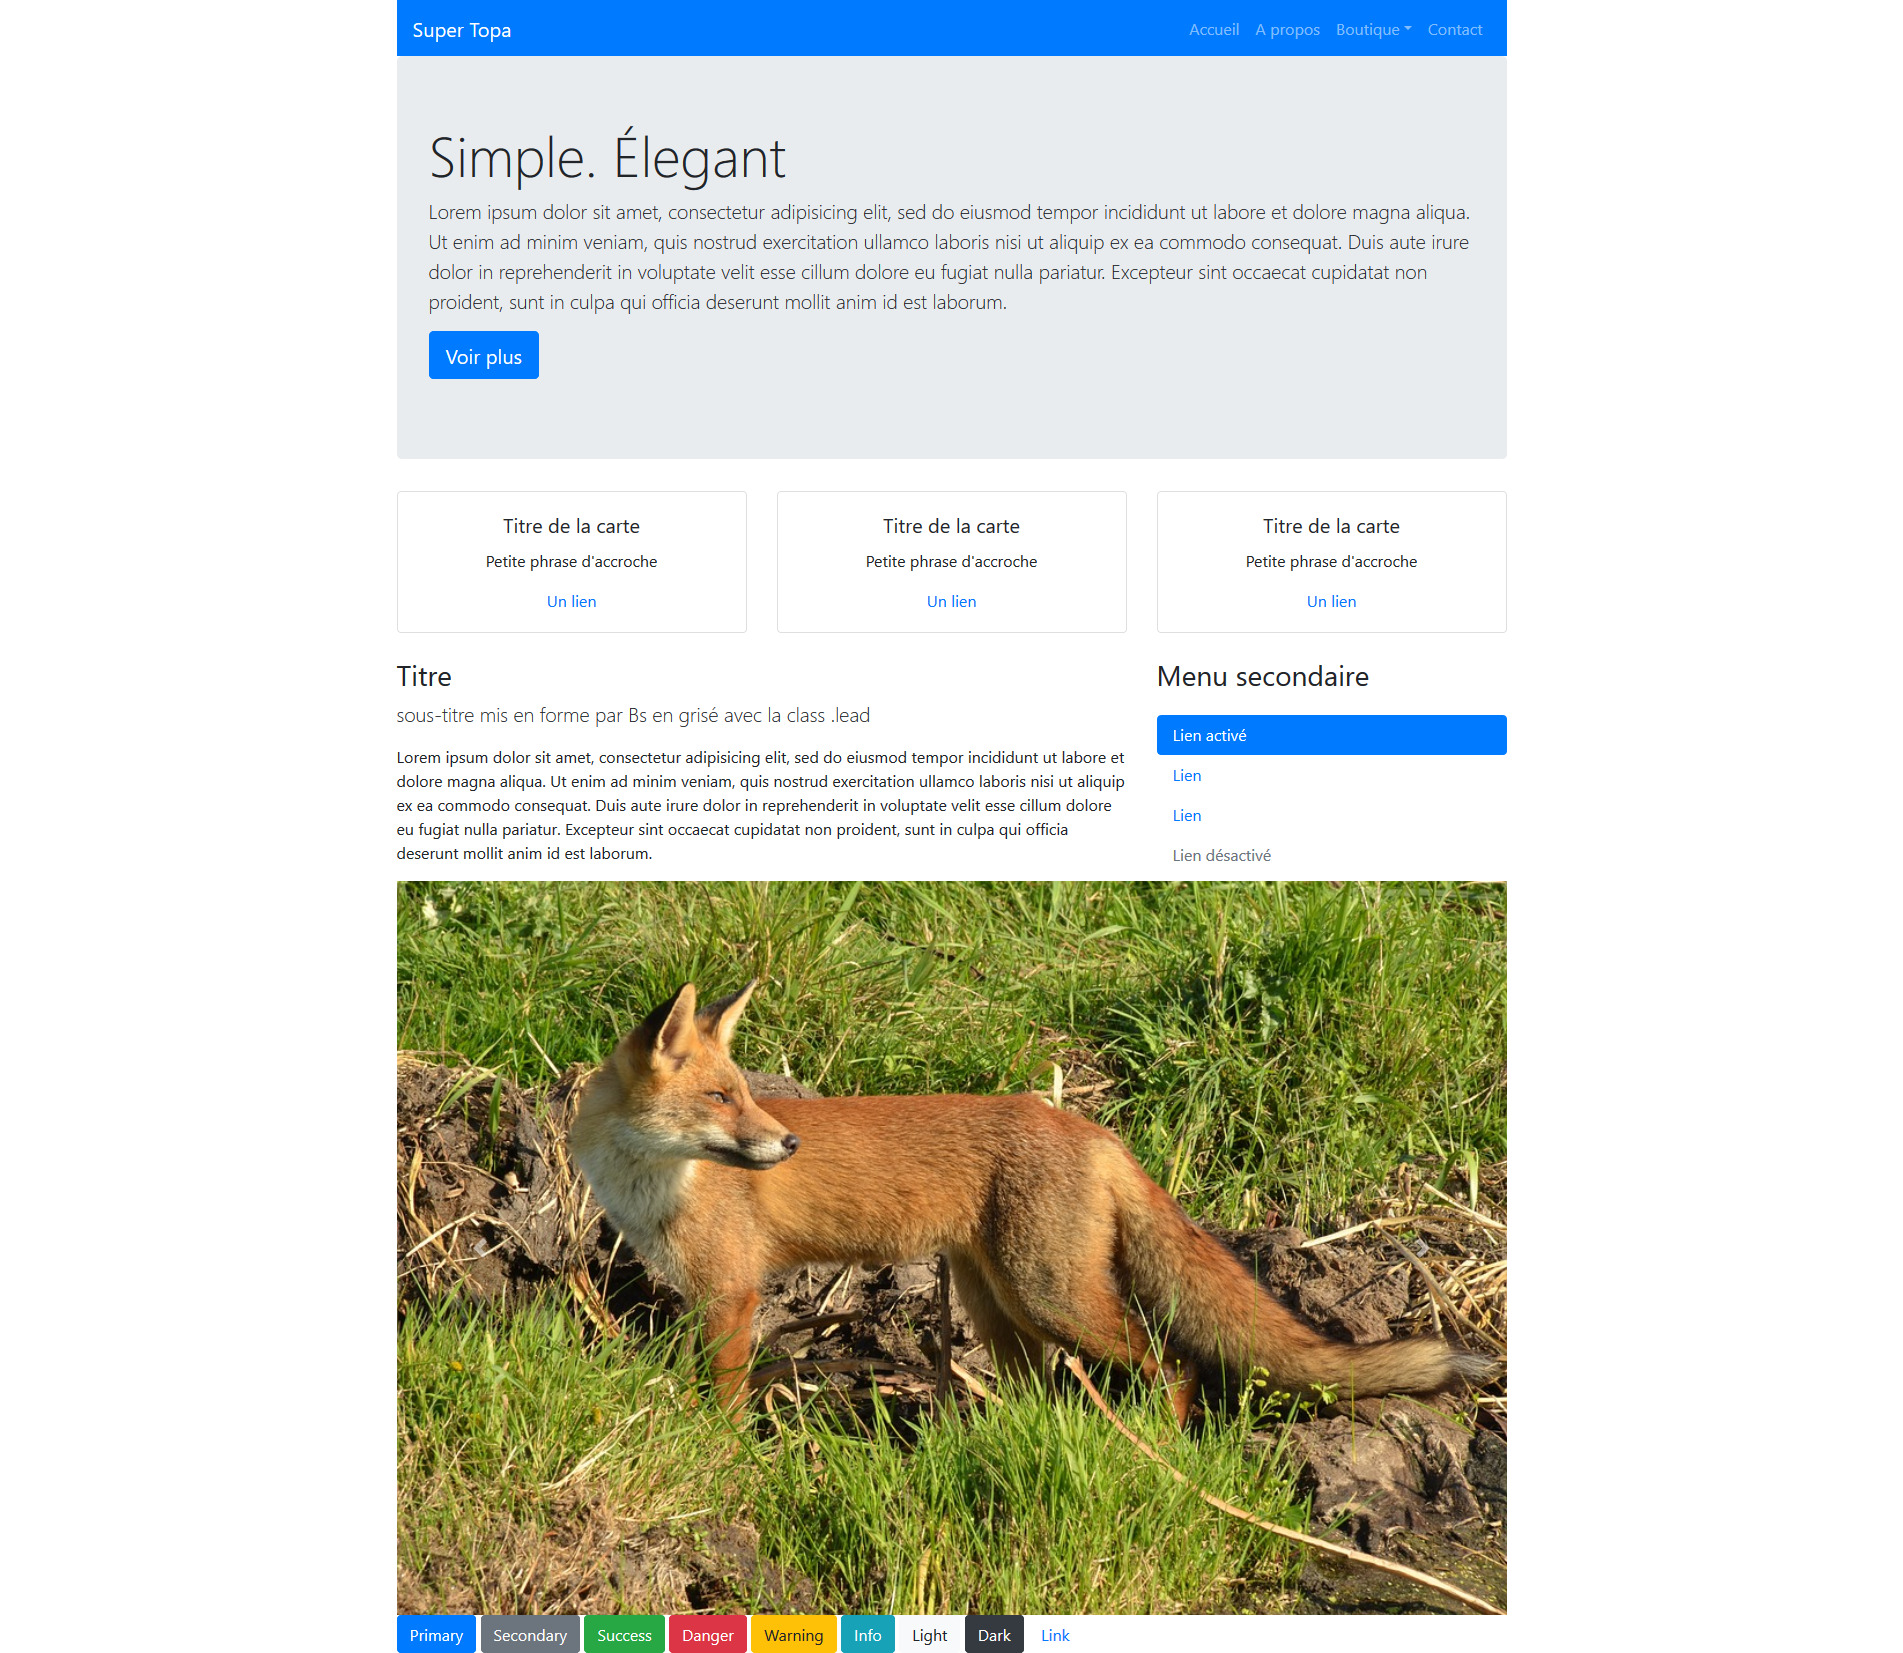 Super Topa
Accueil A propos Boutique Contact
Simple. Élegant
Lorem ipsum dolor sit amet, consectetur adipisicing elit, sed do eiusmod tempor incididunt ut labore et dolore magna aliqua.
Ut enim ad minim veniam, quis nostrud exercitation ullamco laboris nisi ut aliquip ex ea commodo consequat. Duis aute irure
dolor in reprehenderit in voluptate velit esse cillum dolore eu fugiat nulla pariatur. Excepteur sint occaecat cupidatat non
proident, sunt in culpa qui officia deserunt mollit anim id est laborum.
Voir plus
Titre de la carte
Petite phrase d'accroche
Un lien
Titre de la carte
Petite phrase d'accroche
Un lien
Titre de la carte
Petite phrase d'accroche
Un lien
Titre
sous-titre mis en forme par Bs en grisé avec la class .lead
Lorem ipsum dolor sit amet, consectetur adipisicing elit, sed do eiusmod tempor incididunt ut labore et
dolore magna aliqua. Ut enim ad minim veniam, quis nostrud exercitation ullamco laboris nisi ut aliquip
ex ea commodo consequat. Duis aute irure dolor in reprehenderit in voluptate velit esse cillum dolore
eu fugiat nulla pariatur. Excepteur sint occaecat cupidatat non proident, sunt in culpa qui officia
deserunt mollit anim id est laborum.
Menu secondaire
Lien activé
Lien
Lien
Lien désactivé
Primary Secondary Success Danger Warning Info Light Dark Link